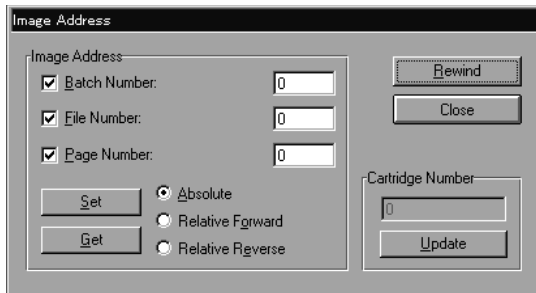 Image Address
Image Address
Batch Number: 0
File Number: 0
Page Number: 0
Set
Get
Absolute
Relative Forward
Relative Reverse
Rewind
Close
Cartridge Number
0
Update